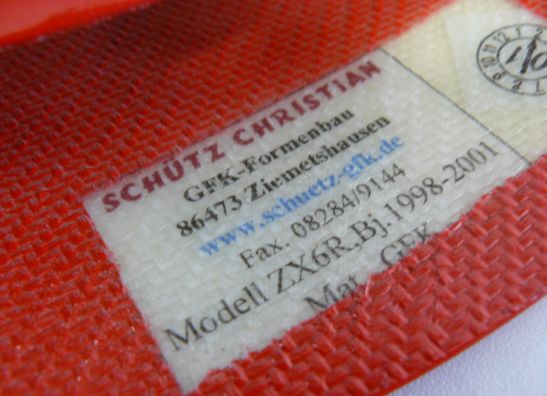 SCHÜTZ CHRISTIAN
GFK-Formenbau
86473 Ziemetshausen
www.schuetz-gfk.de
Fax. 08284/9144
Modell ZX6R,Bj.1998-2001
Mat. GFK